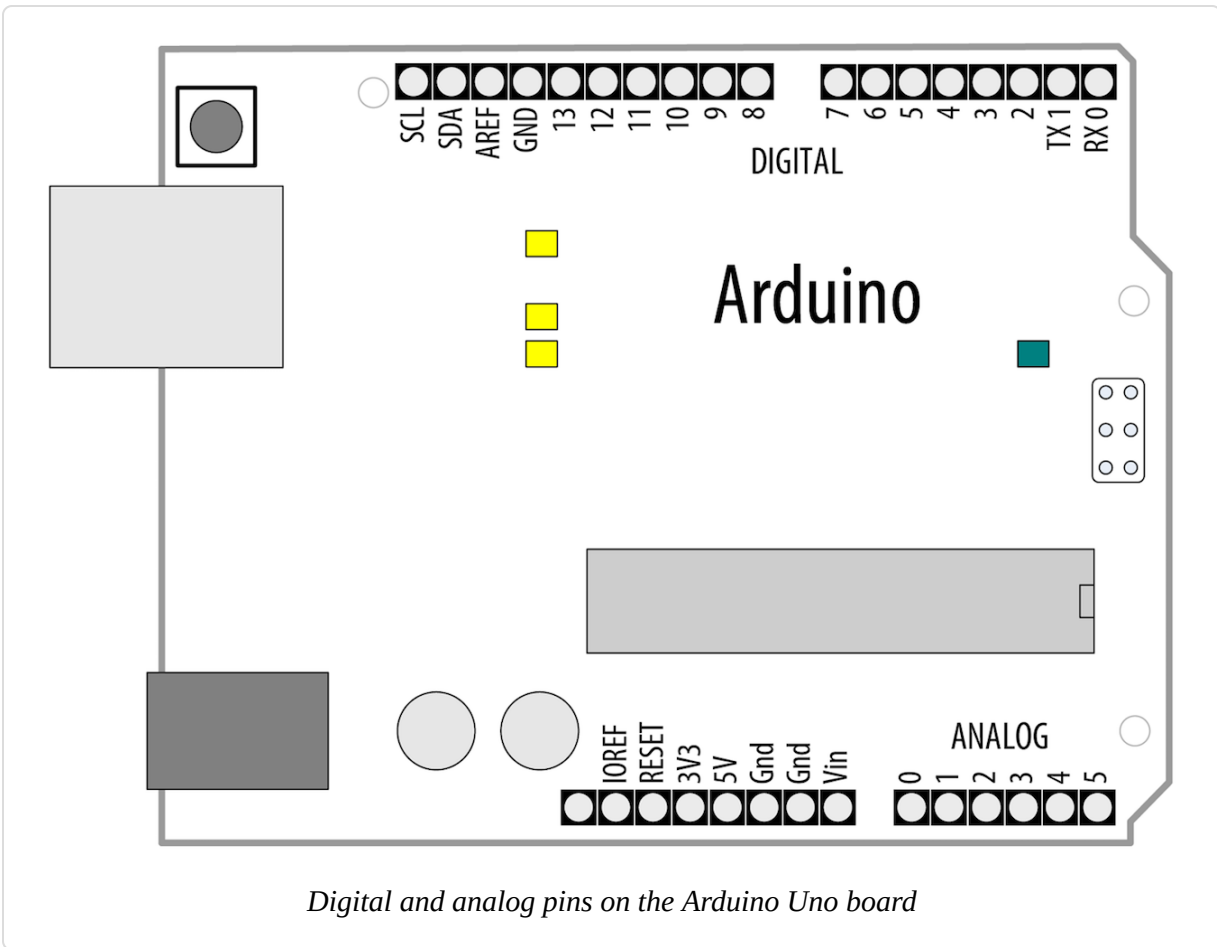 SCL SDA AREF GND 13 12 11 10 9 8 7 6 5 4 3 2 TX 1 RX 0
DIGITAL
Arduino
ANALOG
IOREF RESET 3V3 5V Gnd Gnd Vin 0 1 2 3 4 5
Digital and analog pins on the Arduino Uno board